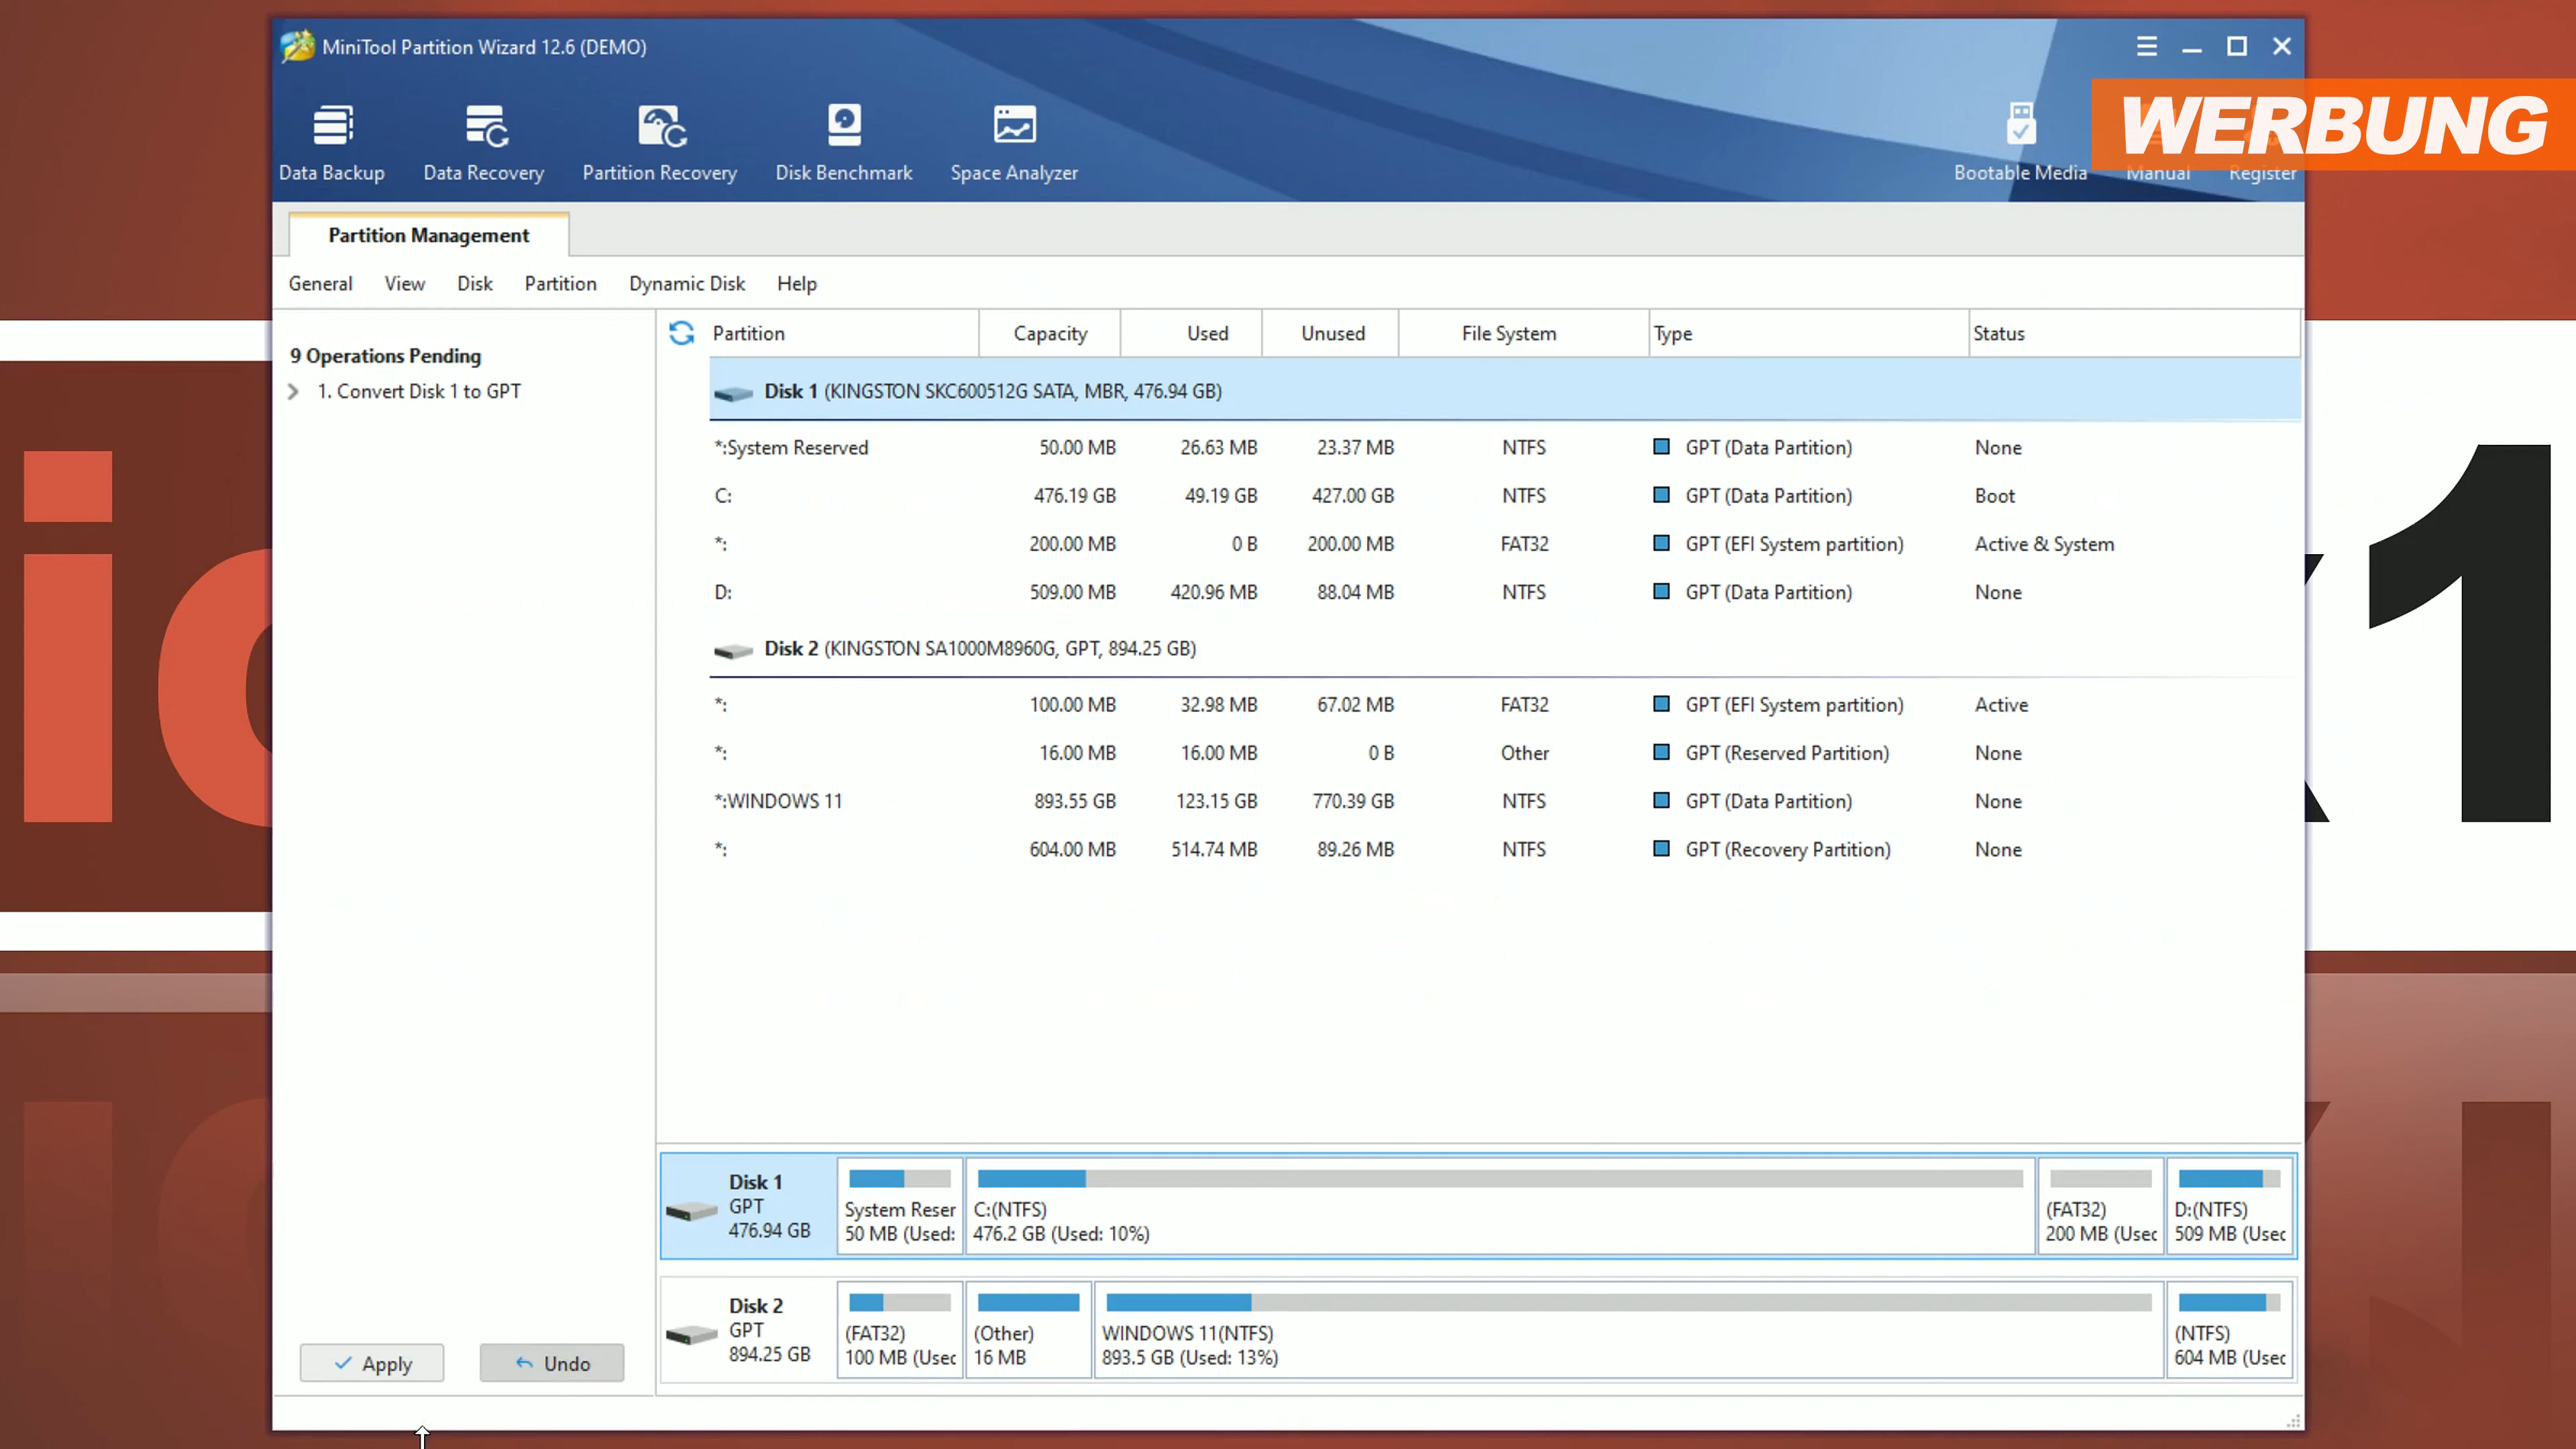 MiniTool Partition Wizard 12.6 (DEMO)
WERBUNG
Data Backup Data Recovery Partition Recovery Disk Benchmark Space Analyzer Bootable Media Manual Register
Partition Management
General View Disk Partition Dynamic Disk Help
9 Operations Pending
1. Convert Disk 1 to GPT
Partition Capacity Used Unused File System Type Status
Disk 1 (KINGSTON SKC600512G SATA, MBR, 476.94 GB)
*:System Reserved 50.00 MB 26.63 MB 23.37 MB NTFS GPT (Data Partition) None
C: 476.19 GB 49.19 GB 427.00 GB NTFS GPT (Data Partition) Boot
*: 200.00 MB 0 B 200.00 MB FAT32 GPT (EFI System partition) Active & System
D: 509.00 MB 420.96 MB 88.04 MB NTFS GPT (Data Partition) None
Disk 2 (KINGSTON SA1000M8960G, GPT, 894.25 GB)
*: 100.00 MB 32.98 MB 67.02 MB FAT32 GPT (EFI System partition) Active
*: 16.00 MB 16.00 MB 0 B Other GPT (Reserved Partition) None
*:WINDOWS 11 893.55 GB 123.15 GB 770.39 GB NTFS GPT (Data Partition) None
*: 604.00 MB 514.74 MB 89.26 MB NTFS GPT (Recovery Partition) None
Disk 1
GPT
476.94 GB
System Reser
50 MB (Used:
C:(NTFS)
476.2 GB (Used: 10%)
(FAT32)
200 MB (Usec
D:(NTFS)
509 MB (Usec
Disk 2
GPT
894.25 GB
(FAT32)
100 MB (Usec
(Other)
16 MB
WINDOWS 11(NTFS)
893.5 GB (Used: 13%)
(NTFS)
604 MB (Usec
Apply Undo